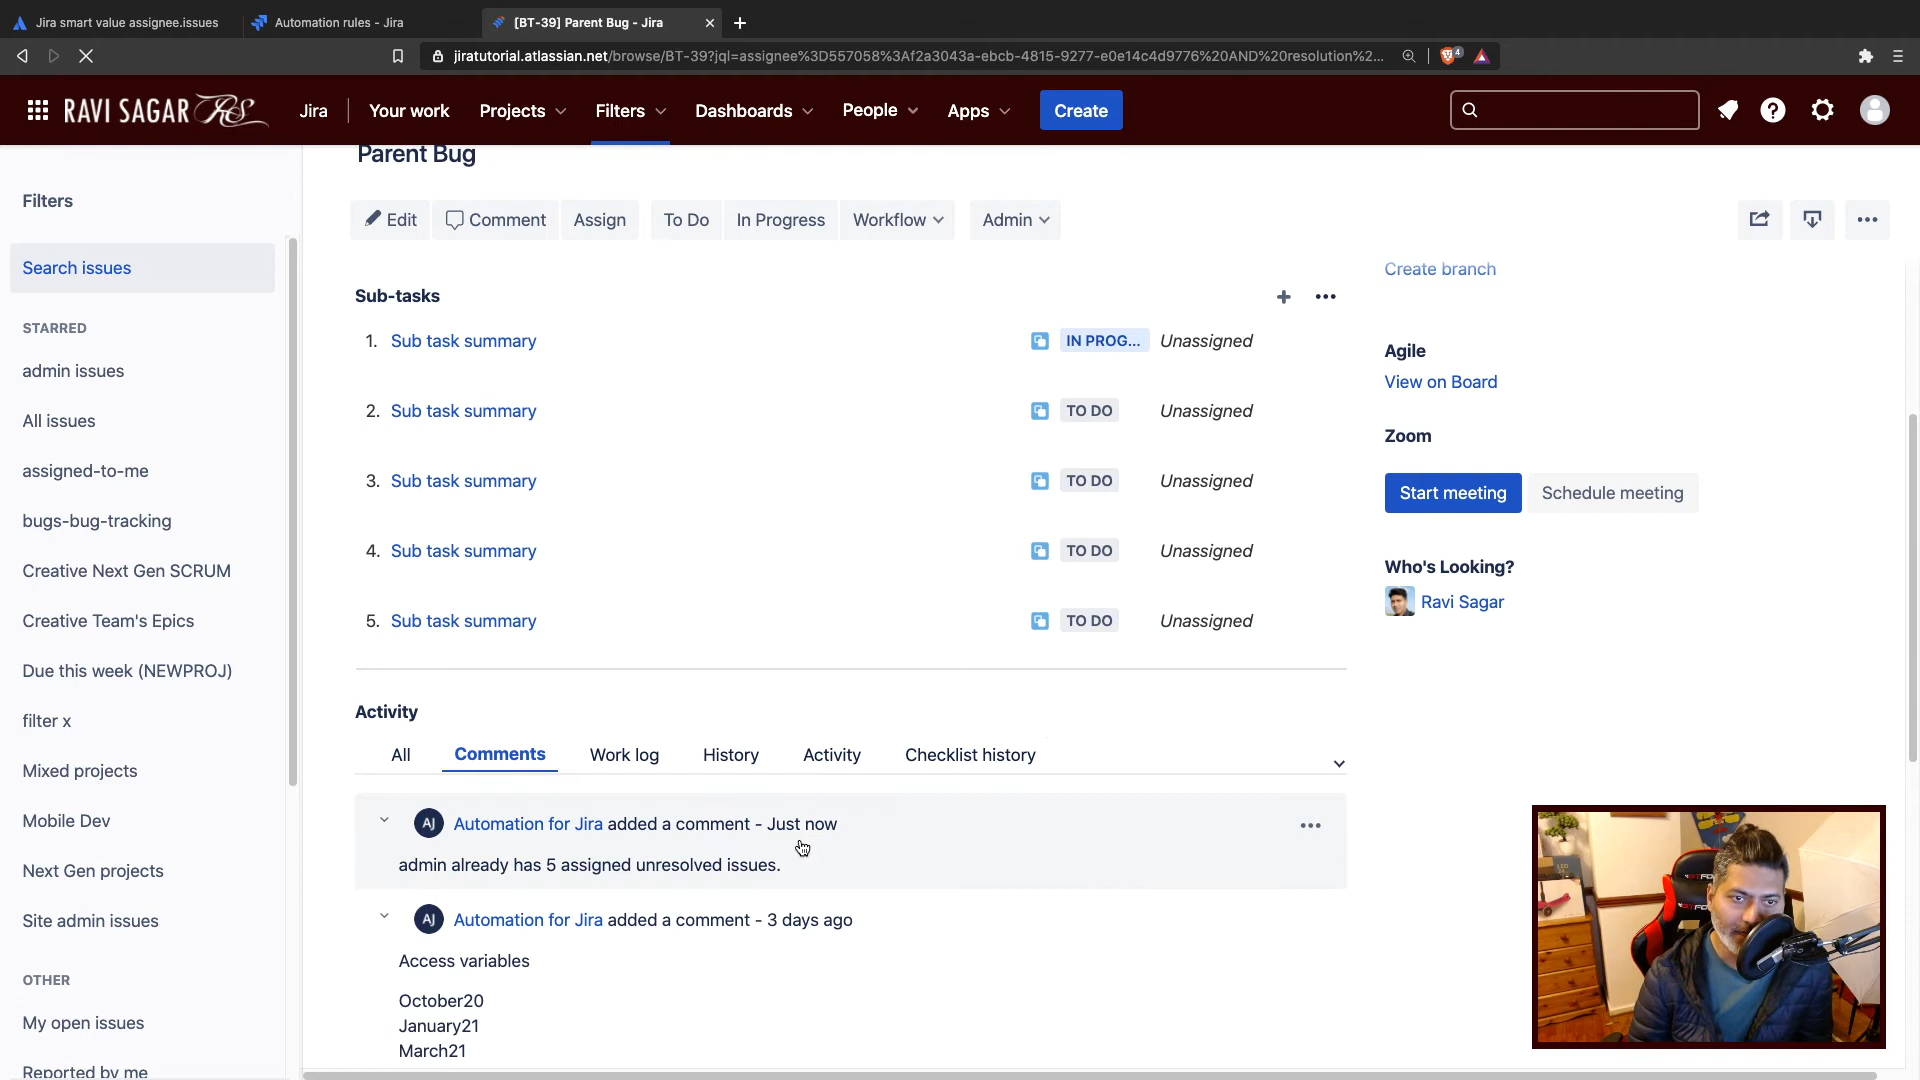 Jira smart value assignee.issues
Automation rules - Jira
[BT-39] Parent Bug - Jira
jiratutorial.atlassian.net/browse/BT-39?jql=assignee%3D557058%3Af2a3043a-ebcb-4815-9277-e0e14c4d9776%20AND%20resolution%2...
4
RAVI SAGAR RS
Jira
Your work
Projects
Filters
Dashboards
People
Apps
Create
Parent Bug
Filters
Edit
Comment
Assign
To Do
In Progress
Workflow
Admin
Search issues
STARRED
admin issues
All issues
assigned-to-me
bugs-bug-tracking
Creative Next Gen SCRUM
Creative Team's Epics
Due this week (NEWPROJ)
filter x
Mixed projects
Mobile Dev
Next Gen projects
Site admin issues
OTHER
My open issues
Reported by me
Sub-tasks
1. Sub task summary IN PROG... Unassigned
2. Sub task summary TO DO Unassigned
3. Sub task summary TO DO Unassigned
4. Sub task summary TO DO Unassigned
5. Sub task summary TO DO Unassigned
Activity
All
Comments
Work log
History
Activity
Checklist history
AJ Automation for Jira added a comment - Just now
admin already has 5 assigned unresolved issues.
AJ Automation for Jira added a comment - 3 days ago
Access variables
October20
January21
March21
Create branch
Agile
View on Board
Zoom
Start meeting
Schedule meeting
Who's Looking?
Ravi Sagar